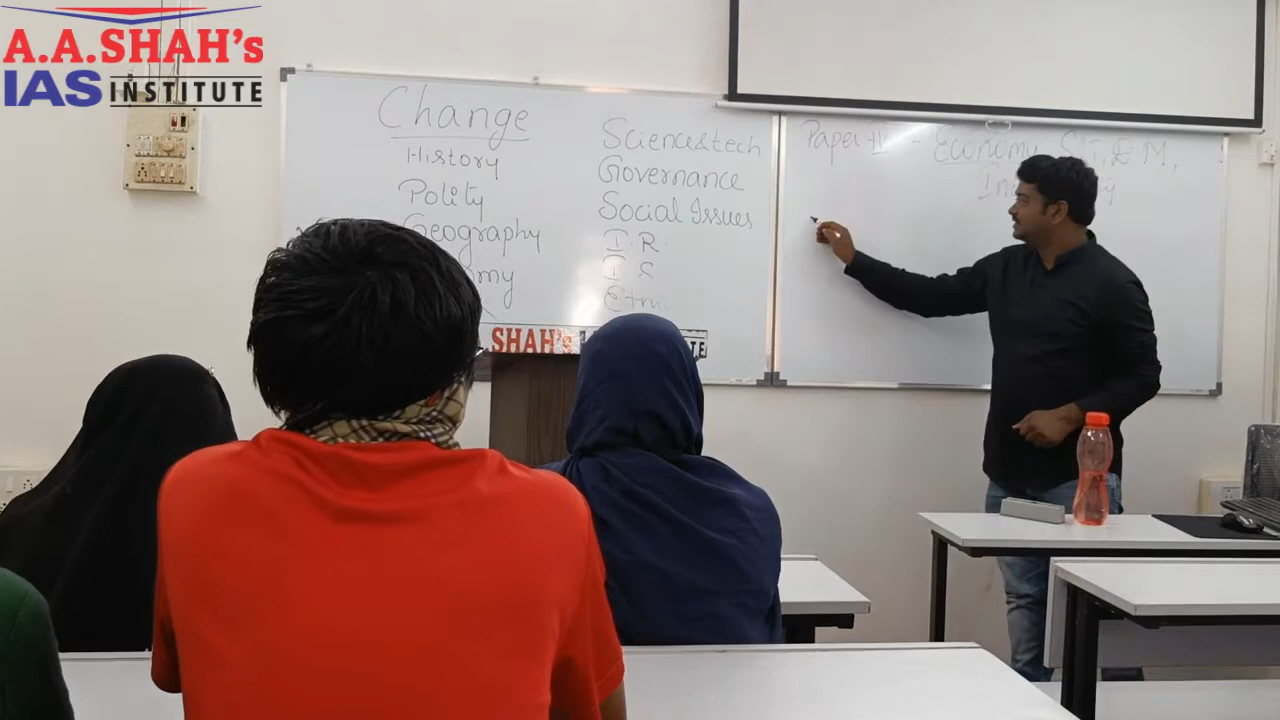 A.A.SHAH's
IAS INSTITUTE
Change
History
Polity
Geography
Science&tech
Governance
Social Issues
I.R.
I S
Paper-IV - Economy, S.T, D.M,
.SHAH's